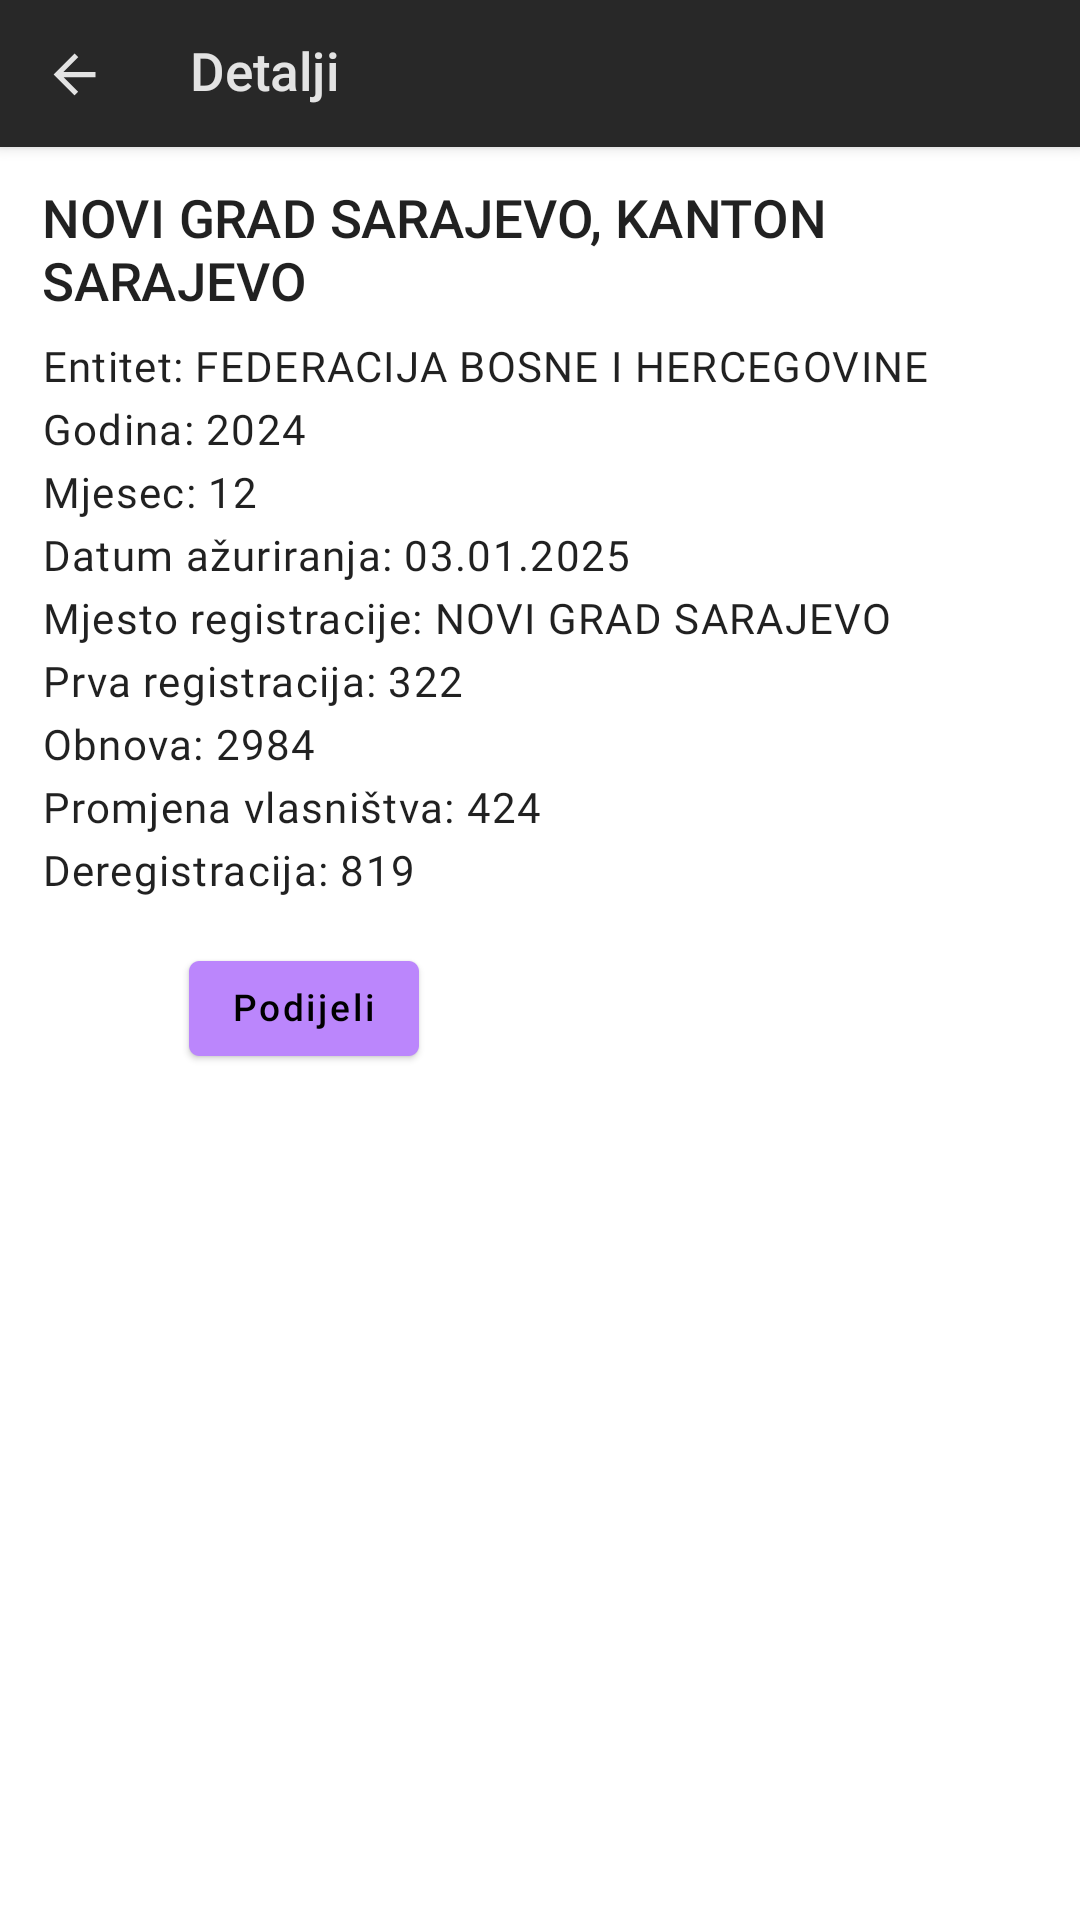 Detalji
NOVI GRAD SARAJEVO, KANTON
SARAJEVO
Entitet: FEDERACIJA BOSNE I HERCEGOVINE
Godina: 2024
Mjesec: 12
Datum ažuriranja: 03.01.2025
Mjesto registracije: NOVI GRAD SARAJEVO
Prva registracija: 322
Obnova: 2984
Promjena vlasništva: 424
Deregistracija: 819
Podijeli